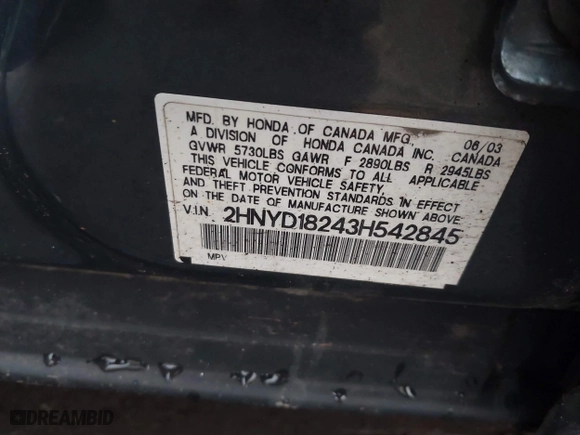 MFD. BY HONDA OF CANADA MFG. 06/03
A DIVISION OF HONDA CANADA INC. CANADA
GVWR 5730LBS GAWR F 2890LBS R 2945LBS
THIS VEHICLE CONFORMS TO ALL APPLICABLE
FEDERAL MOTOR VEHICLE SAFETY,
AND THEFT PREVENTION STANDARDS IN EFFECT
ON THE DATE OF MANUFACTURE SHOWN ABOVE.
V.I.N. 2HNYD18243H542845
MPV
DREAMBID